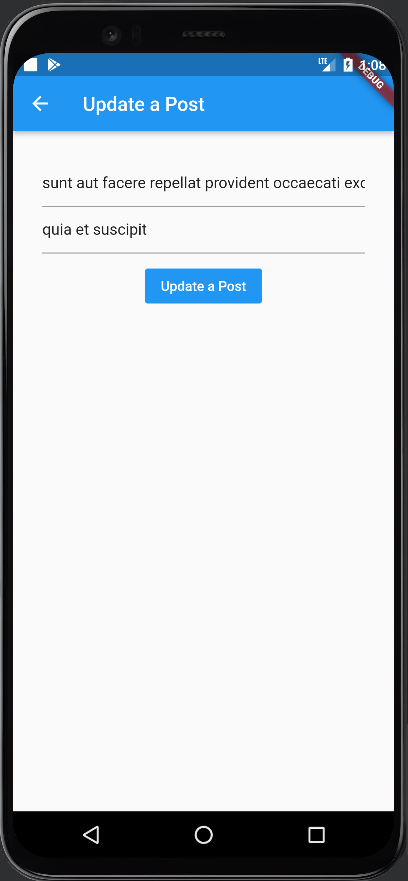 LTE 1:08
DEBUG
Update a Post
sunt aut facere repellat provident occaecati exc
quia et suscipit
Update a Post